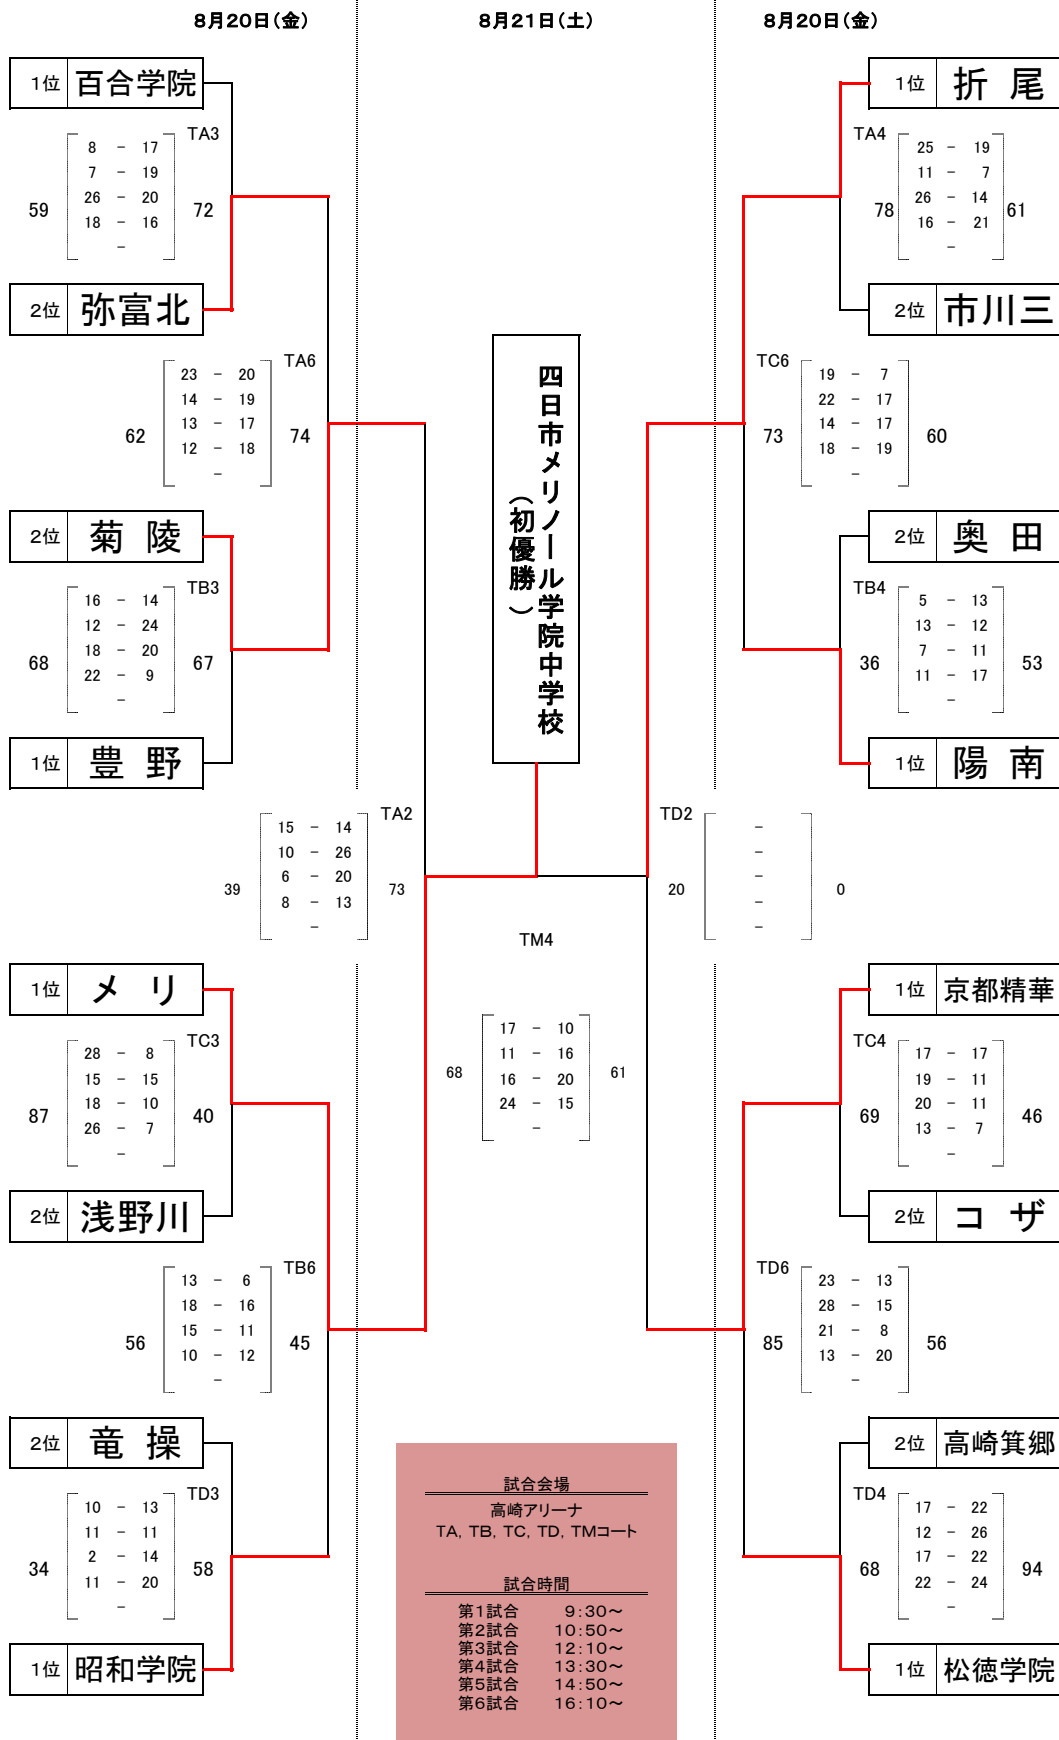 8月20日(金)
8月21日(土)
8月20日(金)
1位 百合学院
TA3
8 - 17
7 - 19
26 - 20
18 - 16
-
59
72
2位 弥富北
TA6
23 - 20
14 - 19
13 - 17
12 - 18
-
62
74
2位 菊 陵
TB3
16 - 14
12 - 24
18 - 20
22 - 9
-
68
67
1位 豊 野
TA2
15 - 14
10 - 26
6 - 20
8 - 13
-
39
73
1位 メ リ
TC3
28 - 8
15 - 15
18 - 10
26 - 7
-
87
40
2位 浅野川
TB6
13 - 6
18 - 16
15 - 11
10 - 12
-
56
45
2位 竜 操
TD3
10 - 13
11 - 11
2 - 14
11 - 20
-
34
58
1位 昭和学院
四日市メリノール学院中学校
(初優勝)
TM4
17 - 10
11 - 16
16 - 20
24 - 15
-
68
61
試合会場
高崎アリーナ
TA, TB, TC, TD, TMコート
試合時間
第1試合 9:30~
第2試合 10:50~
第3試合 12:10~
第4試合 13:30~
第5試合 14:50~
第6試合 16:10~
1位 折 尾
TA4
25 - 19
11 - 7
26 - 14
16 - 21
-
78
61
2位 市川三
TC6
19 - 7
22 - 17
14 - 17
18 - 19
-
73
60
2位 奥 田
TB4
5 - 13
13 - 12
7 - 11
11 - 17
-
36
53
1位 陽 南
TD2
-
-
-
-
-
20
0
1位 京都精華
TC4
17 - 17
19 - 11
20 - 11
13 - 7
-
69
46
2位 コ ザ
TD6
23 - 13
28 - 15
21 - 8
13 - 20
-
85
56
2位 高崎箕郷
TD4
17 - 22
12 - 26
17 - 22
22 - 24
-
68
94
1位 松徳学院